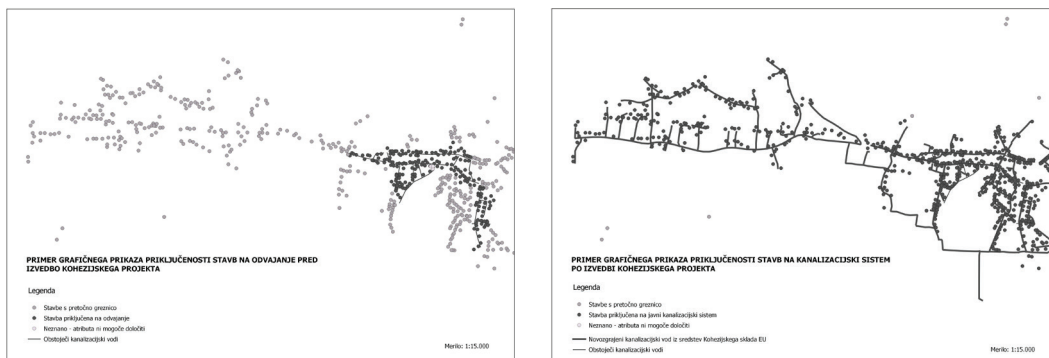 PRIMER GRAFIČNEGA PRIKAZA PRIKLJUČENOSTI STAVB NA ODVAJANJE PRED
IZVEDBO KOHEZIJSKEGA PROJEKTA
Legenda
Stavbe s pretočno greznico
Stavba priključena na odvajanje
Neznano - atributa ni mogoče določiti
Obstoječi kanalizacijski vodi
Merilo: 1:15.000
PRIMER GRAFIČNEGA PRIKAZA PRIKLJUČENOSTI STAVB NA KANALIZACIJSKI SISTEM
PO IZVEDBI KOHEZIJSKEGA PROJEKTA
Legenda
Stavbe s pretočno greznico
Stavba priključena na javni kanalizacijski sistem
Neznano - atributa ni mogoče določiti
Novozgrajeni kanalizacijski vod iz sredstev Kohezijskega sklada EU
Obstoječi kanalizacijski vodi
Merilo: 1:15.000